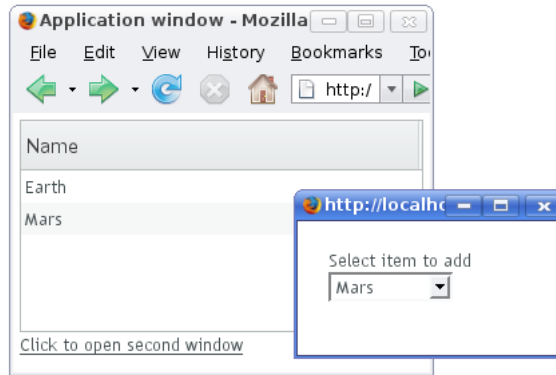 Application window - Mozilla
File Edit View History Bookmarks
http:/
Name
Earth
Mars
Click to open second window
http://localh
Select item to add
Mars